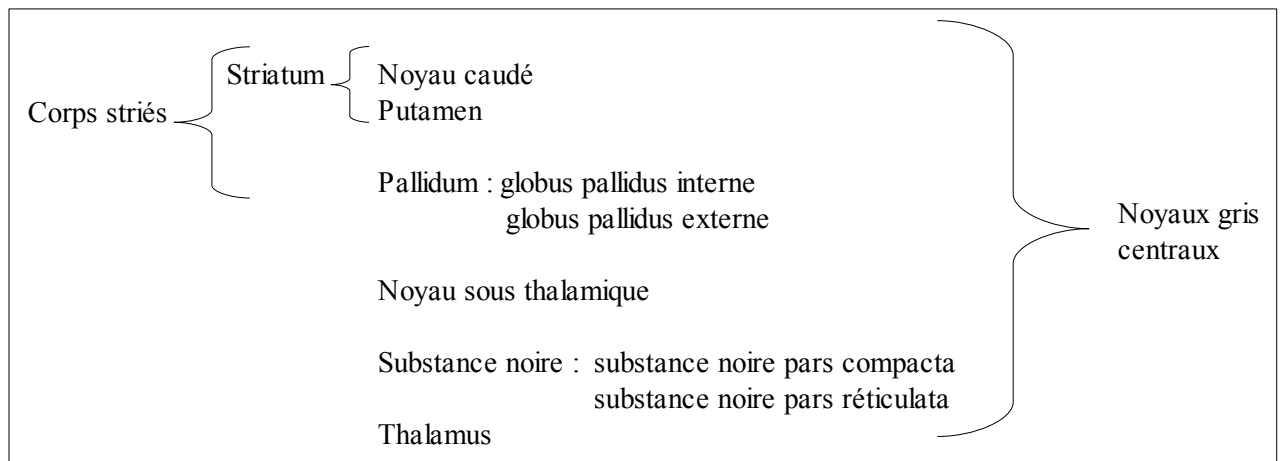 Striatum
Noyau caudé
Corps striés
Putamen
Pallidum : globus pallidus interne
globus pallidus externe
Noyaux gris
centraux
Noyau sous thalamique
Substance noire : substance noire pars compacta
substance noire pars réticulata
Thalamus